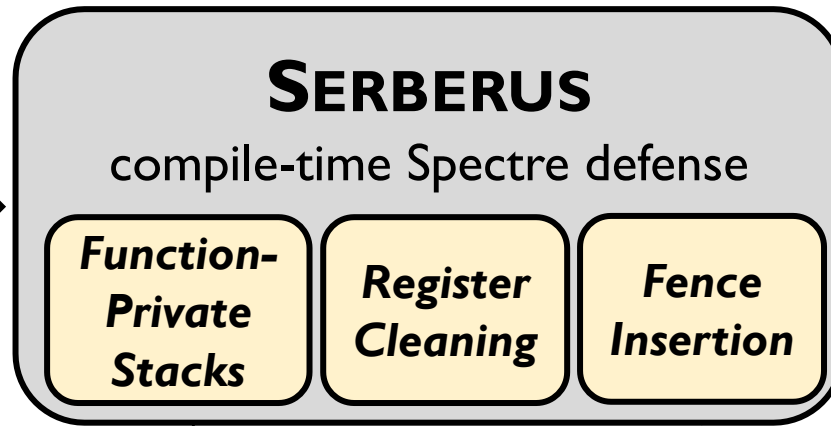 SERBERUS
compile-time Spectre defense
Function-
Private
Stacks
Register
Cleaning
Fence
Insertion